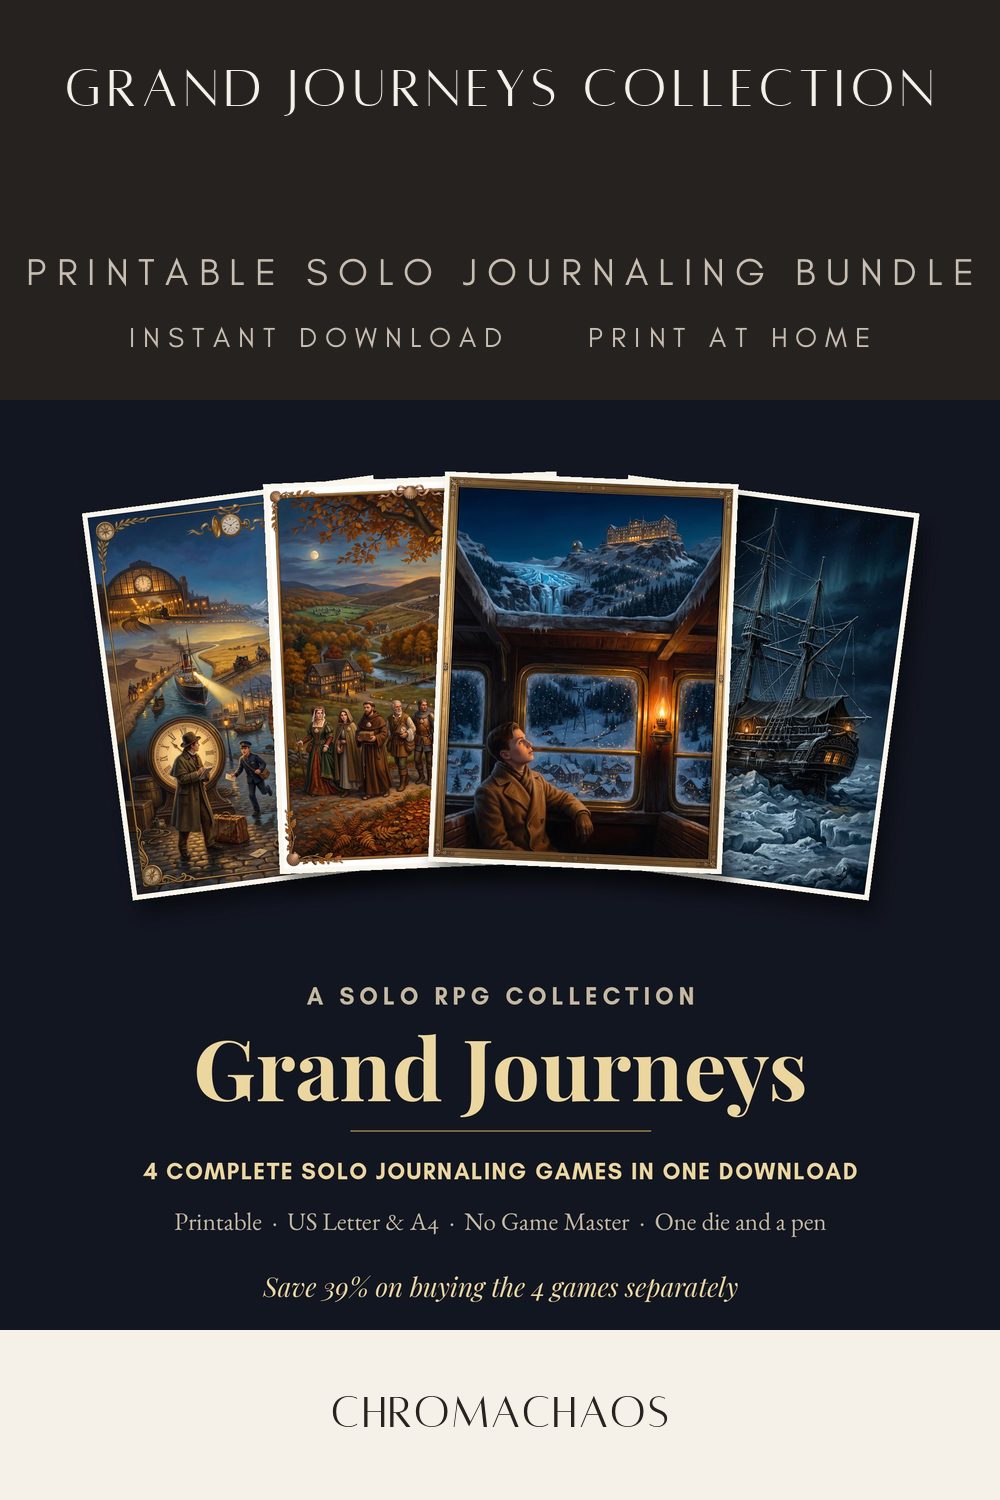 GRAND JOURNEYS COLLECTION
PRINTABLE SOLO JOURNALING BUNDLE
INSTANT DOWNLOAD PRINT AT HOME
A SOLO RPG COLLECTION
Grand Journeys
4 COMPLETE SOLO JOURNALING GAMES IN ONE DOWNLOAD
Printable · US Letter & A4 · No Game Master · One die and a pen
Save 39% on buying the 4 games separately
CHROMACHAOS